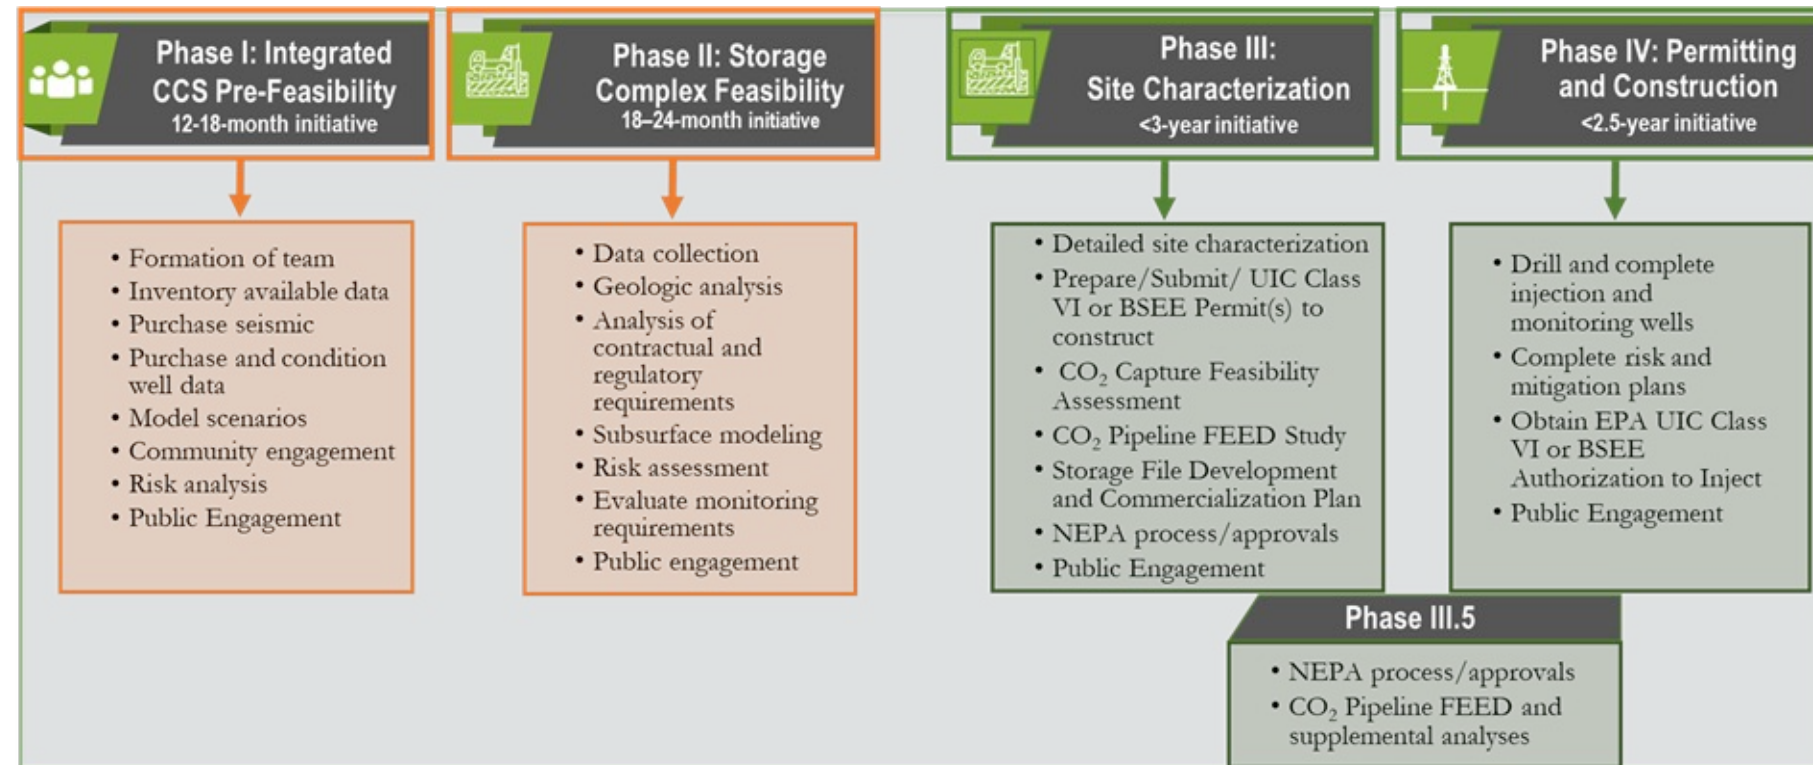 Phase I: Integrated
CCS Pre-Feasibility
12-18-month initiative
• Formation of team
• Inventory available data
• Purchase seismic
• Purchase and condition
well data
• Model scenarios
• Community engagement
• Risk analysis
• Public Engagement
Phase II: Storage
Complex Feasibility
18–24-month initiative
• Data collection
• Geologic analysis
• Analysis of
contractual and
regulatory
requirements
• Subsurface modeling
• Risk assessment
• Evaluate monitoring
requirements
• Public engagement
Phase III:
Site Characterization
<3-year initiative
• Detailed site characterization
• Prepare/Submit/ UIC Class
VI or BSEE Permit(s) to
construct
• CO₂ Capture Feasibility
Assessment
• CO₂ Pipeline FEED Study
• Storage File Development
and Commercialization Plan
• NEPA process/approvals
• Public Engagement
Phase IV: Permitting
and Construction
<2.5-year initiative
• Drill and complete
injection and
monitoring wells
• Complete risk and
mitigation plans
• Obtain EPA UIC Class
VI or BSEE
Authorization to Inject
• Public Engagement
Phase III.5
• NEPA process/approvals
• CO₂ Pipeline FEED and
supplemental analyses